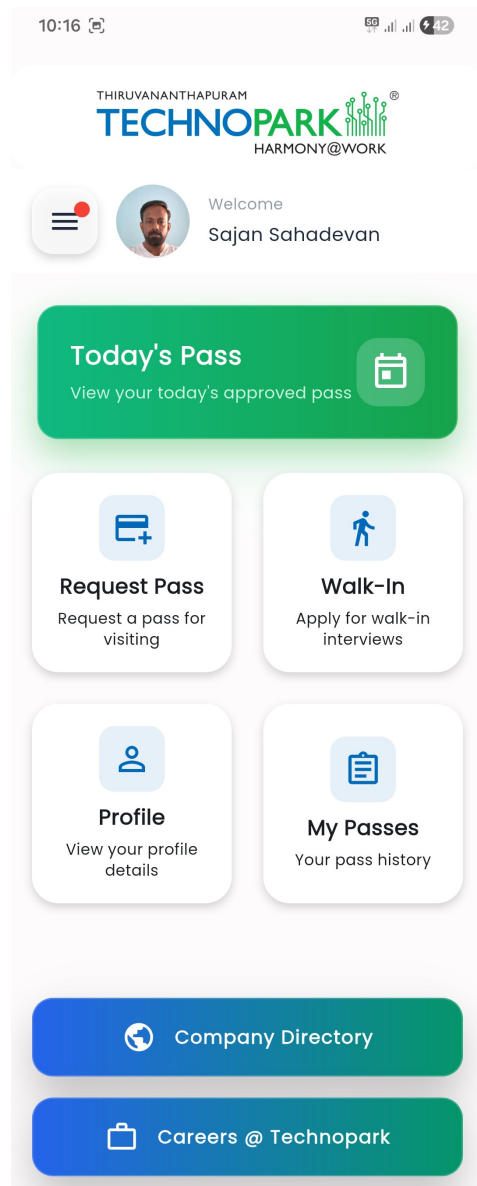 10:16
5G
42
THIRUVANANTHAPURAM
TECHNOPARK ®
HARMONY@WORK
Welcome
Sajan Sahadevan
Today's Pass
View your today's approved pass
Request Pass
Request a pass for
visiting
Walk-In
Apply for walk-in
interviews
Profile
View your profile
details
My Passes
Your pass history
Company Directory
Careers @ Technopark